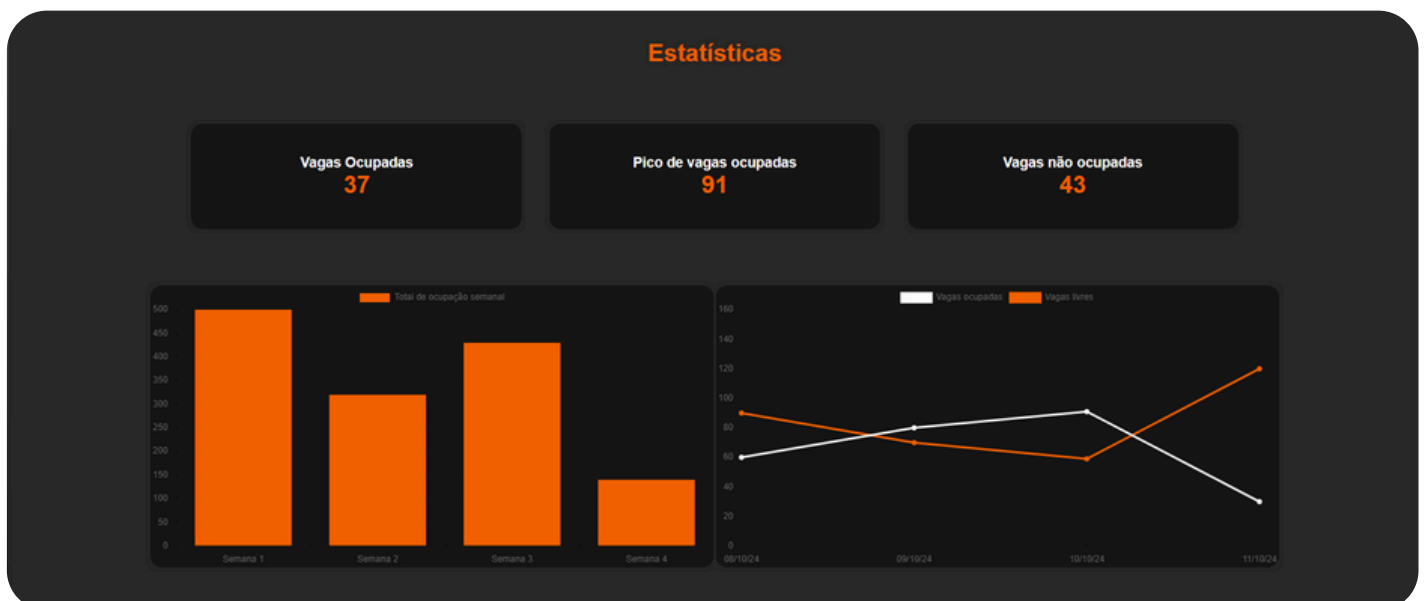 Estatísticas
Vagas Ocupadas
37
Pico de vagas ocupadas
91
Vagas não ocupadas
43
Total de ocupação semanal
500
450
400
350
300
250
200
150
100
50
0
Semana 1 Semana 2 Semana 3 Semana 4
Vagas ocupadas Vagas livres
160
140
120
100
80
60
40
20
0
08/10/24 09/10/24 10/10/24 11/10/24